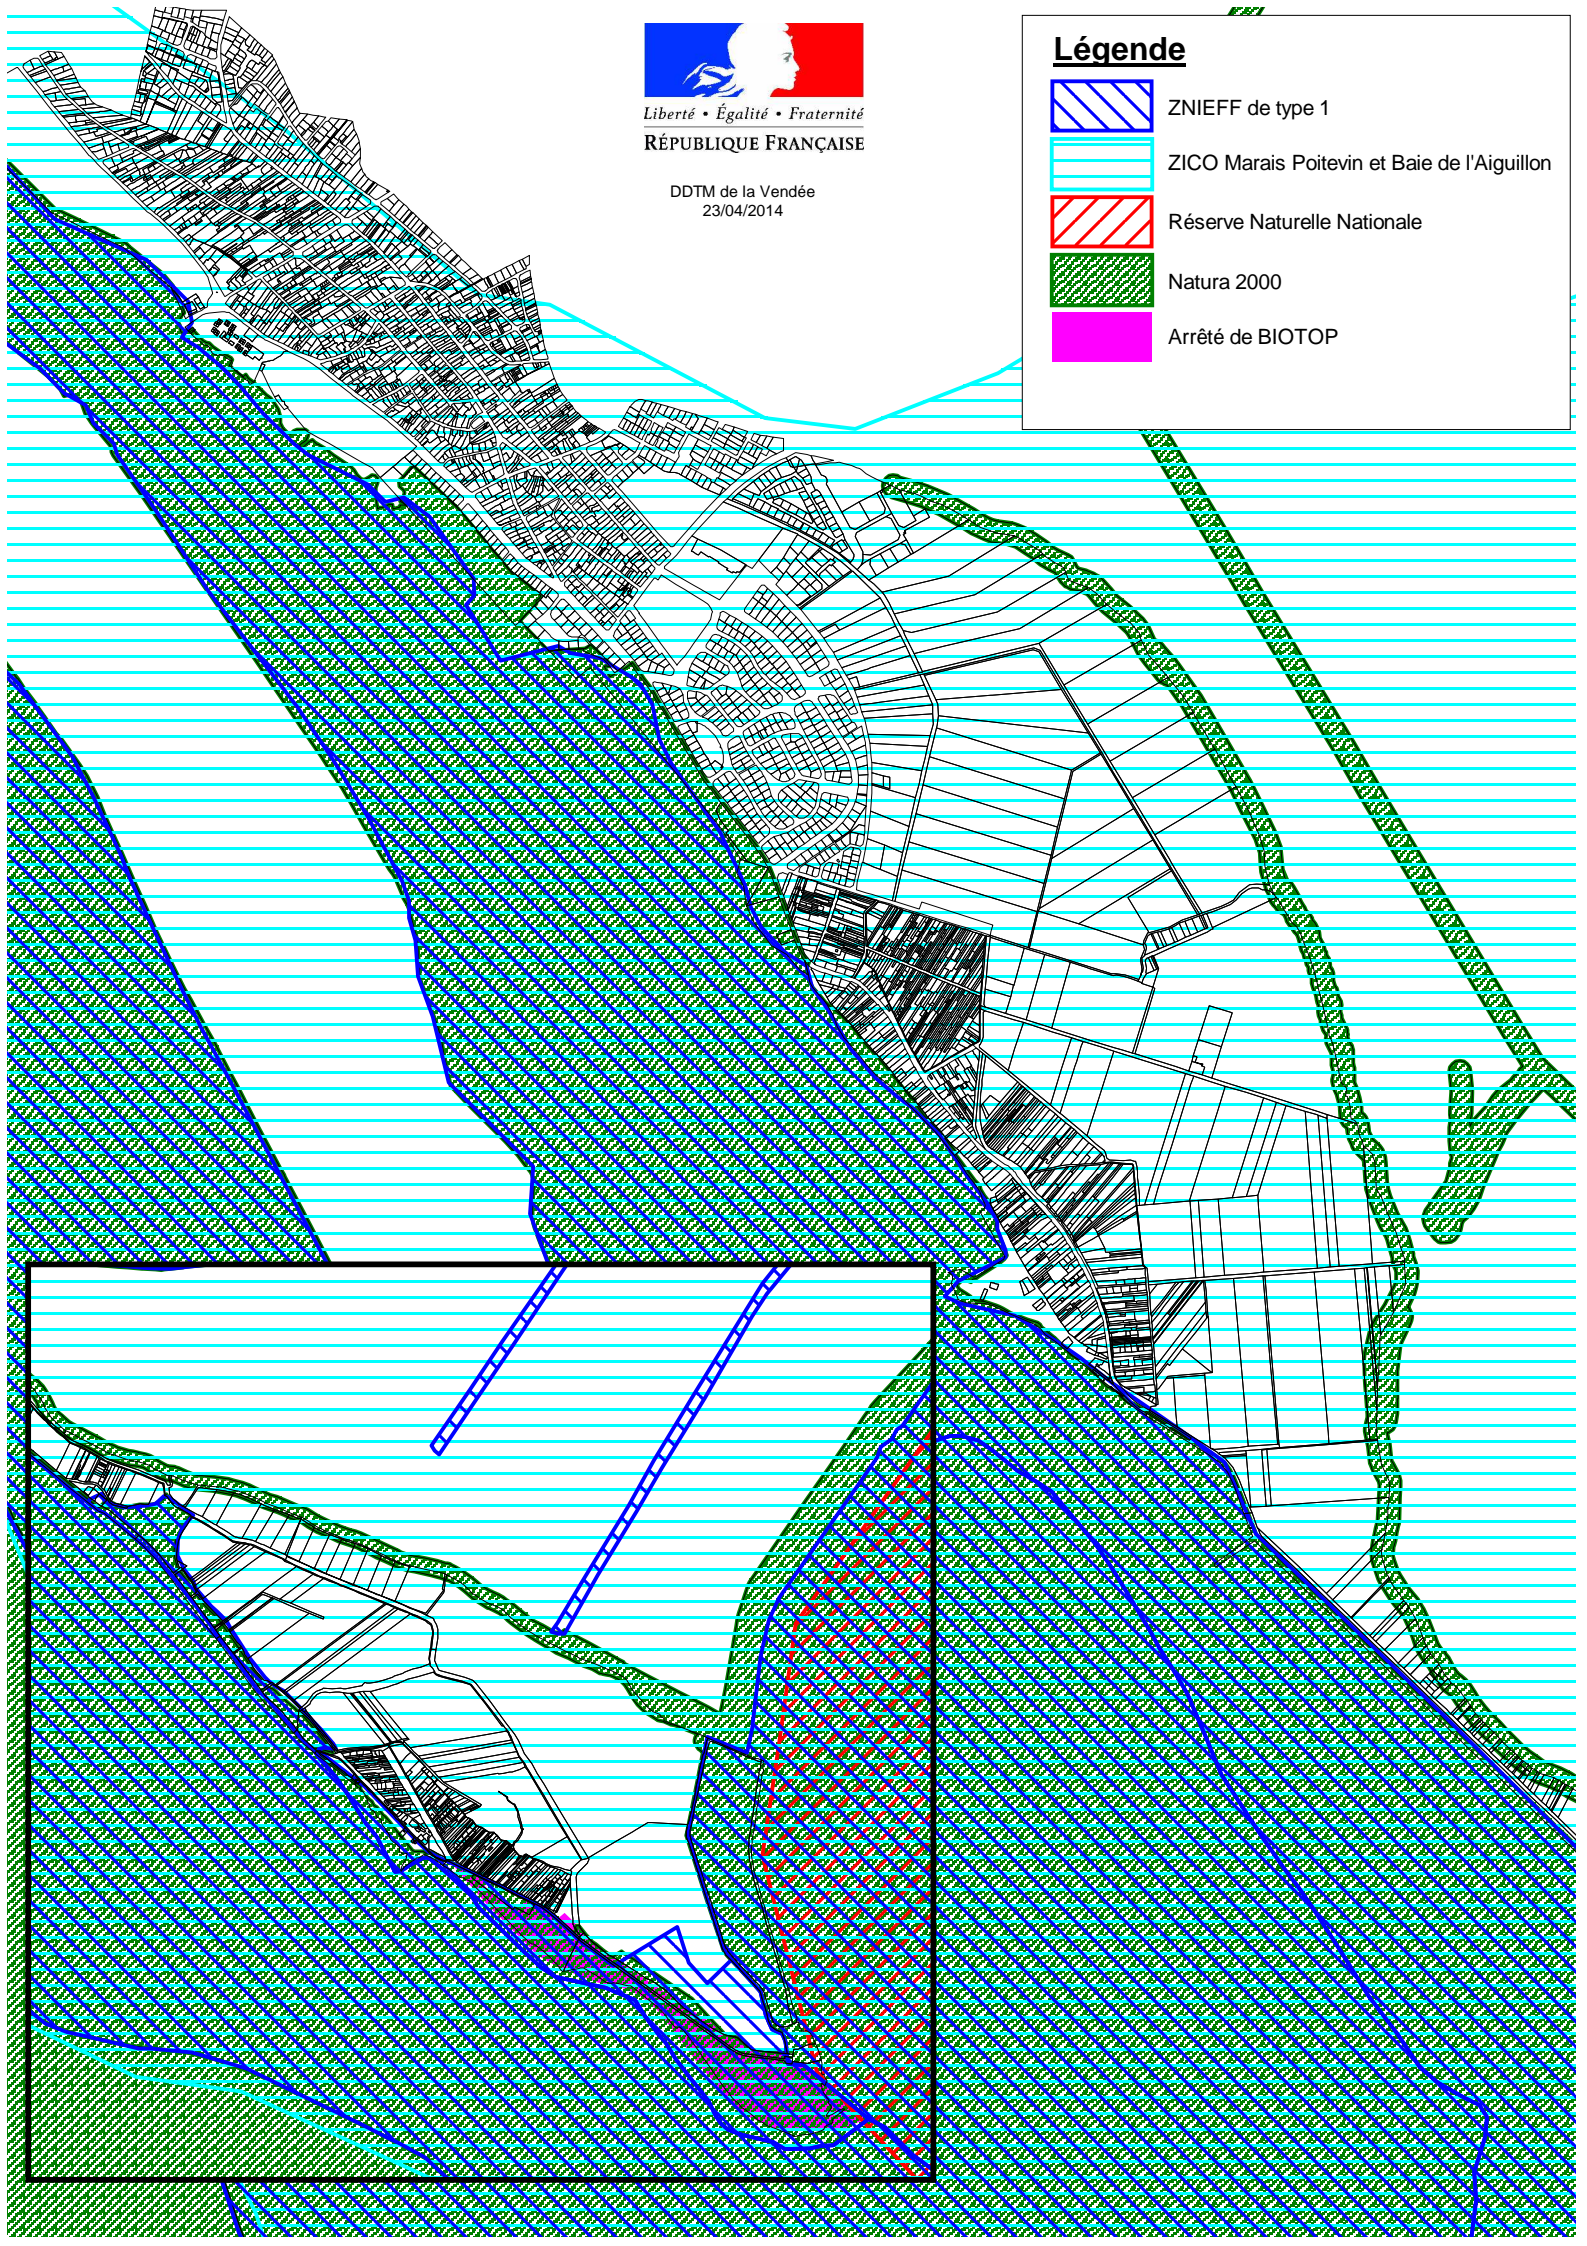 Liberté • Égalité • Fraternité
RÉPUBLIQUE FRANÇAISE
DDTM de la Vendée
23/04/2014
Légende
ZNIEFF de type 1
ZICO Marais Poitevin et Baie de l'Aiguillon
Réserve Naturelle Nationale
Natura 2000
Arrêté de BIOTOP